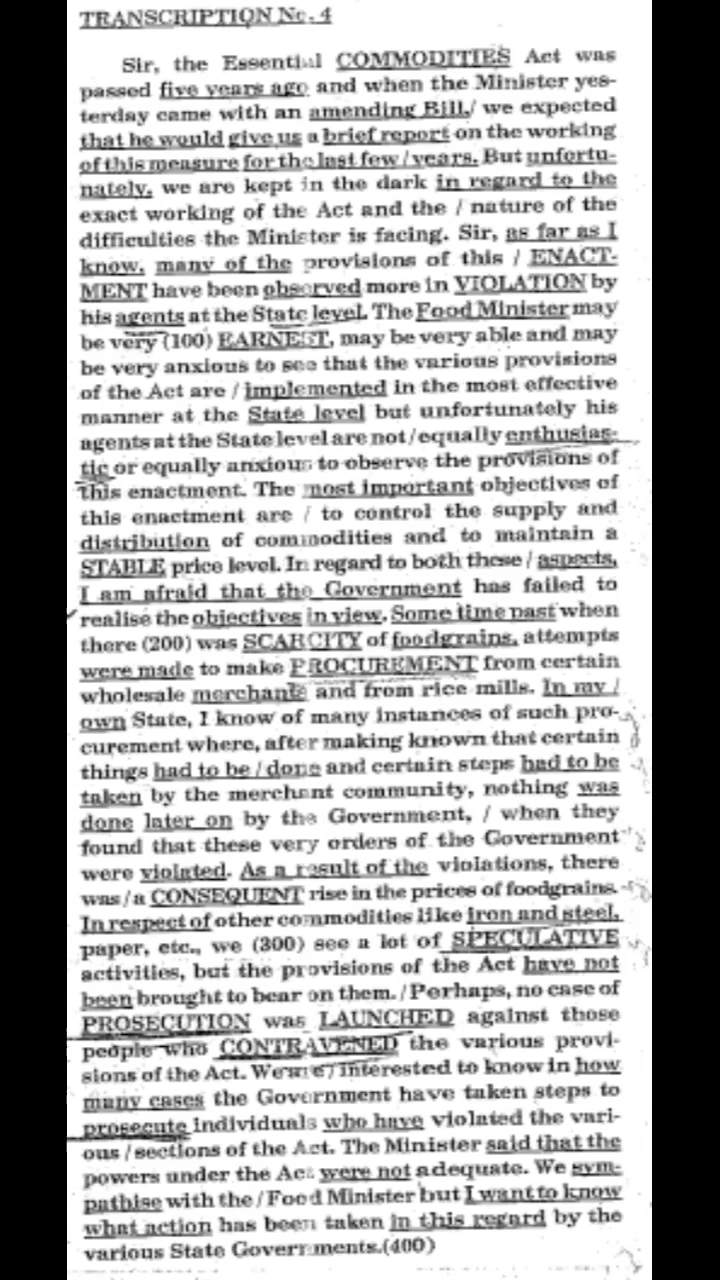 TRANSCRIPTION No. 4
Sir, the Essential COMMODITIES Act was
passed five years ago and when the Minister yes-
terday came with an amending Bill,/ we expected
that he would give us a brief report on the working
of this measure for the last few / years. But unfortu-
nately, we are kept in the dark in regard to the
exact working of the Act and the / nature of the
difficulties the Minister is facing. Sir, as far as I
know, many of the provisions of this / ENACT-
MENT have been observed more in VIOLATION by
his agents at the State level. The Food Minister may
be very (100) EARNEST, may be very able and may
be very anxious to see that the various provisions
of the Act are / implemented in the most effective
manner at the State level but unfortunately his
agents at the State level are not / equally enthusias-
tic or equally anxious to observe the provisions of
this enactment. The most important objectives of
this enactment are / to control the supply and
distribution of commodities and to maintain a
STABLE price level. In regard to both these / aspects,
I am afraid that the Government has failed to
realise the objectives in view. Some time past when
there (200) was SCARCITY of foodgrains, attempts
were made to make PROCUREMENT from certain
wholesale merchants and from rice mills. In my /
own State, I know of many instances of such pro-
curement where, after making known that certain
things had to be / done and certain steps had to be
taken by the merchant community, nothing was
done later on by the Government, / when they
found that these very orders of the Government
were violated. As a result of the violations, there
was / a CONSEQUENT rise in the prices of foodgrains.
In respect of other commodities like iron and steel,
paper, etc., we (300) see a lot of SPECULATIVE
activities, but the provisions of the Act have not
been brought to bear on them. / Perhaps, no case of
PROSECUTION was LAUNCHED against those
people who CONTRAVENED the various provi-
sions of the Act. We are / interested to know in how
many cases the Government have taken steps to
prosecute individuals who have violated the vari-
ous / sections of the Act. The Minister said that the
powers under the Act were not adequate. We sym-
pathise with the / Food Minister but I want to know
what action has been taken in this regard by the
various State Governments.(400)